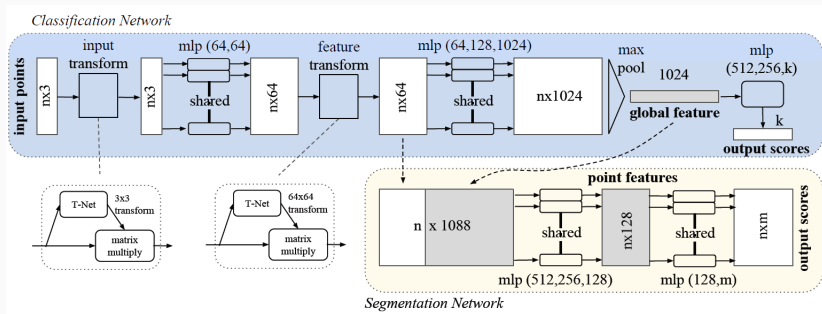 Classification Network
input points
nx3
input
transform
nx3
mlp (64,64)
shared
nx64
feature
transform
nx64
mlp (64,128,1024)
shared
nx1024
max
pool
1024
global feature
mlp
(512,256,k)
k
output scores
T-Net
3x3
transform
matrix
multiply
T-Net
64x64
transform
matrix
multiply
point features
n x 1088
shared
mlp (512,256,128)
nx128
shared
mlp (128,m)
nxm
output scores
Segmentation Network